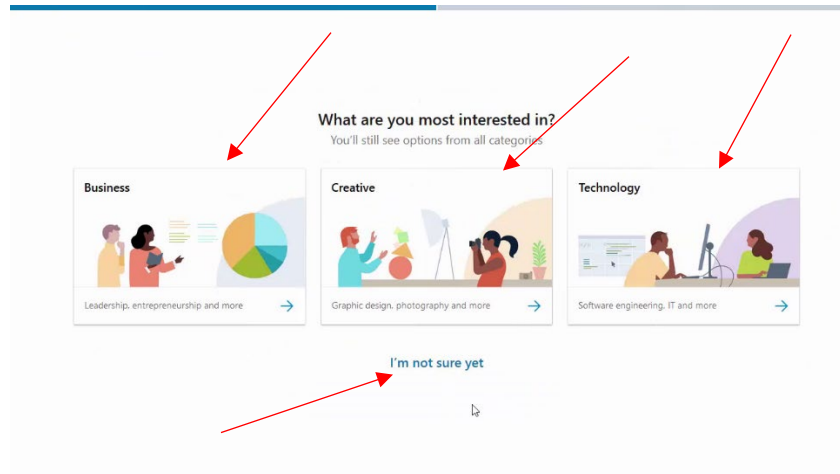 What are you most interested in?
You'll still see options from all categories
Business
Creative
Technology
Leadership, entrepreneurship and more
Graphic design, photography and more
Software engineering, IT and more
I'm not sure yet